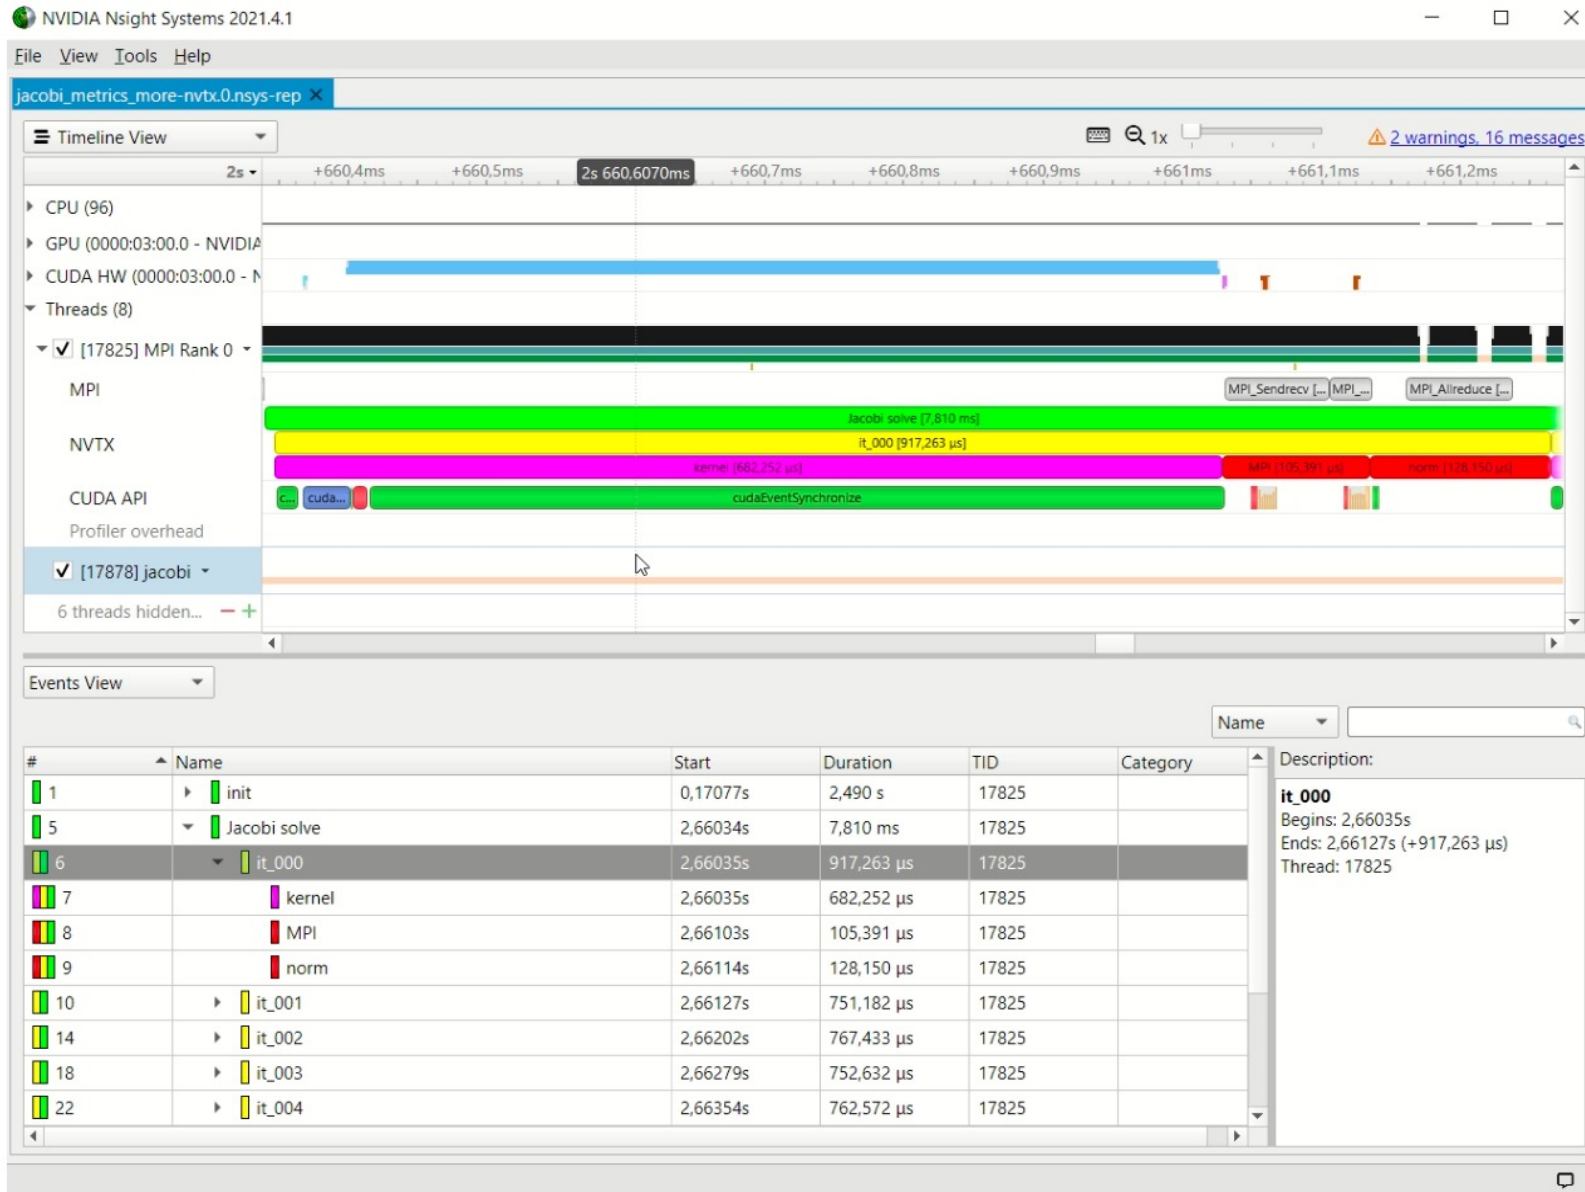 NVIDIA Nsight Systems 2021.4.1
File View Tools Help
jacobi_metrics_more-nvtx.0.nsys-rep
Timeline View
1x
2 warnings, 16 messages
2s
+660,4ms
+660,5ms
2s 660,6070ms
+660,7ms
+660,8ms
+660,9ms
+661ms
+661,1ms
+661,2ms
CPU (96)
GPU (0000:03:00.0 - NVIDIA
CUDA HW (0000:03:00.0 - N
Threads (8)
[17825] MPI Rank 0
MPI
MPI_Sendrecv [...
MPI_...
MPI_Allreduce [...
Jacobi solve [7,810 ms]
NVTX
it_000 [917,263 µs]
kernel [682,252 µs]
MPI [105,391 µs]
norm [128,150 µs]
CUDA API
c...
cuda...
cudaEventSynchronize
Profiler overhead
[17878] jacobi
6 threads hidden...
Events View
Name
# Name Start Duration TID Category
1 init 0,17077s 2,490 s 17825
5 Jacobi solve 2,66034s 7,810 ms 17825
6 it_000 2,66035s 917,263 µs 17825
7 kernel 2,66035s 682,252 µs 17825
8 MPI 2,66103s 105,391 µs 17825
9 norm 2,66114s 128,150 µs 17825
10 it_001 2,66127s 751,182 µs 17825
14 it_002 2,66202s 767,433 µs 17825
18 it_003 2,66279s 752,632 µs 17825
22 it_004 2,66354s 762,572 µs 17825
Description:
it_000
Begins: 2,66035s
Ends: 2,66127s (+917,263 µs)
Thread: 17825